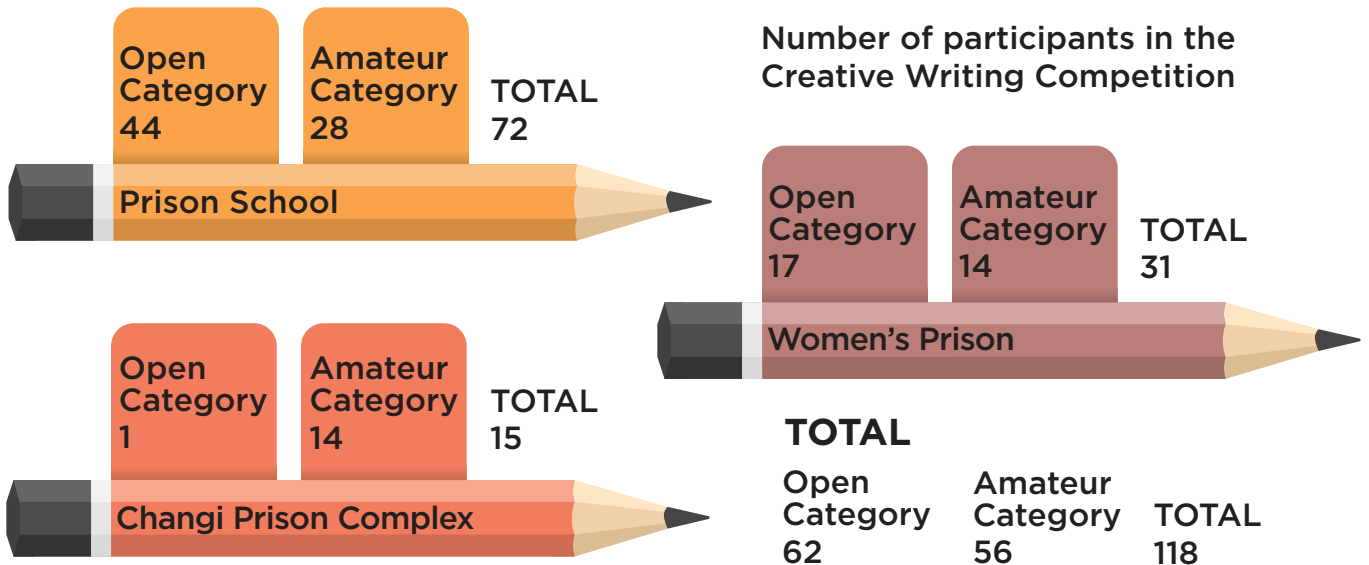 Number of participants in the
Creative Writing Competition
Open
Category
44
Amateur
Category
28
TOTAL
72
Prison School
Open
Category
17
Amateur
Category
14
TOTAL
31
Women’s Prison
Open
Category
1
Amateur
Category
14
TOTAL
15
Changi Prison Complex
TOTAL
Open
Category
62
Amateur
Category
56
TOTAL
118